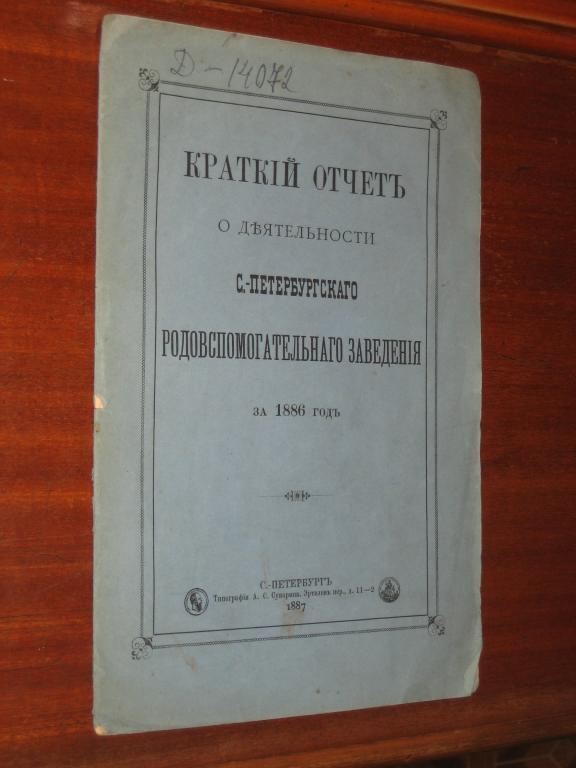 Д-14072
КРАТКІЙ ОТЧЕТЪ
О ДѢЯТЕЛЬНОСТИ
С.-ПЕТЕРБУРГСКАГО
РОДОВСПОМОГАТЕЛЬНАГО ЗАВЕДЕНІЯ
ЗА 1886 ГОДЪ
С.-ПЕТЕРБУРГЪ
Типографія А. С. Суворина. Эртелевъ пер., д. 11—2
1887